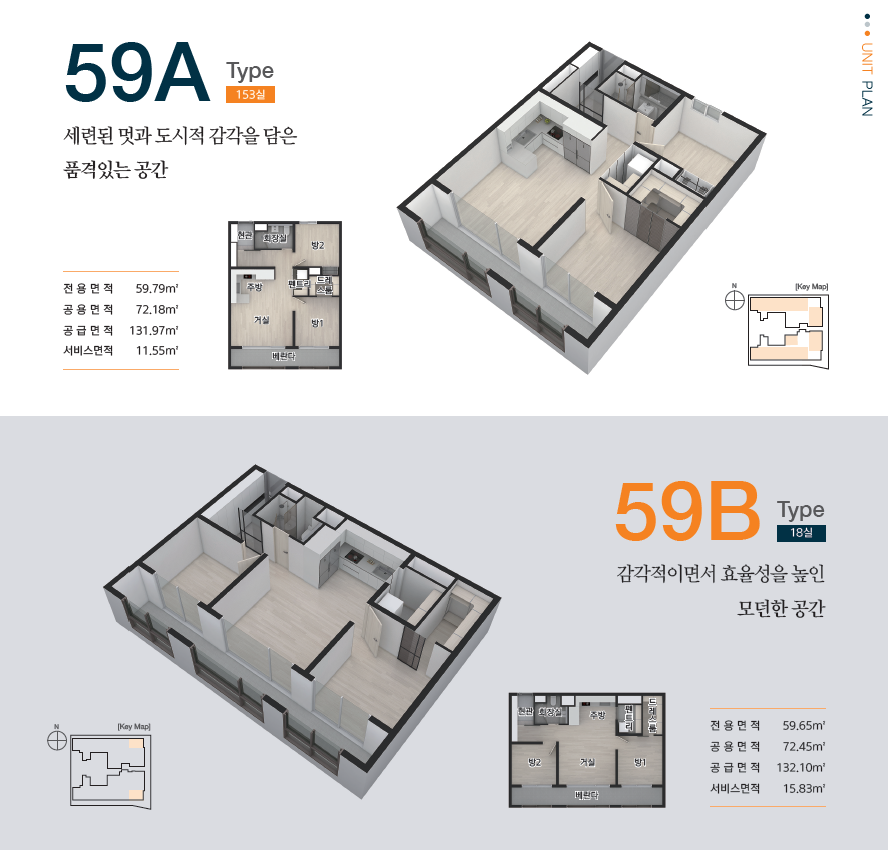 UNIT PLAN
59A Type
153실
세련된 멋과 도시적 감각을 담은
품격있는 공간
현관
화장실
방2
주방
팬트리
드레스룸
거실
방1
베란다
전용면적 59.79m²
공용면적 72.18m²
공급면적 131.97m²
서비스면적 11.55m²
N
[Key Map]
59B Type
18실
감각적이면서 효율성을 높인
모던한 공간
N
[Key Map]
현관
화장실
주방
팬트리
드레스룸
방2
거실
방1
베란다
전용면적 59.65m²
공용면적 72.45m²
공급면적 132.10m²
서비스면적 15.83m²